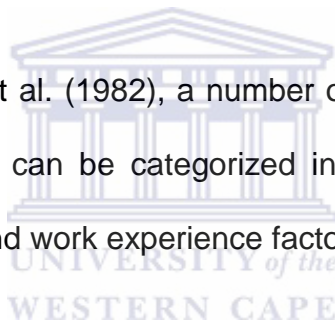 t al. (1982), a number o
can be categorized in
nd work experience facto
UNIVERSITY of the
WESTERN CAPE